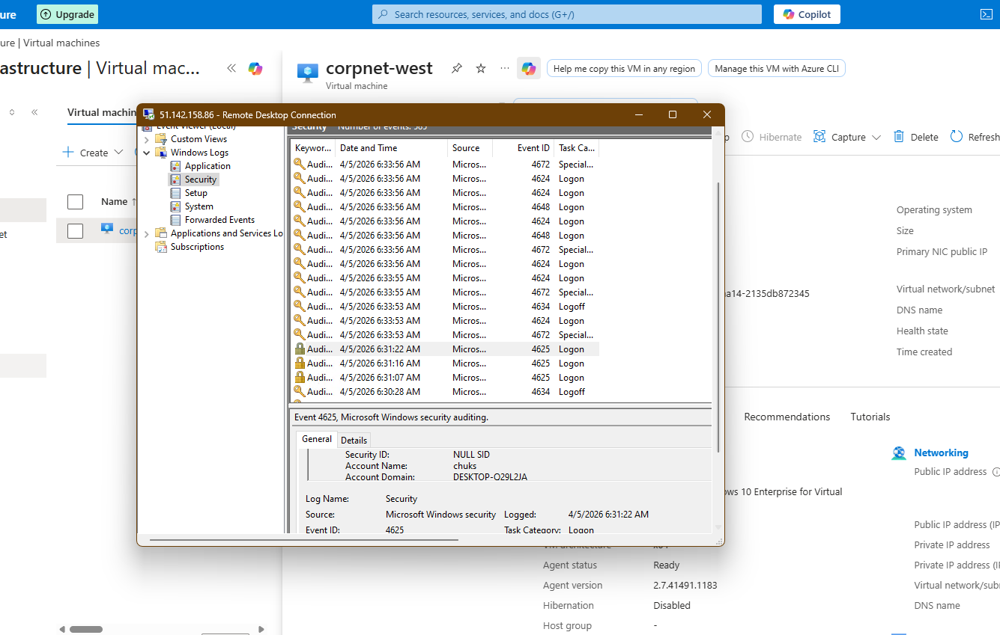 ure
Upgrade
Search resources, services, and docs (G+/)
Copilot
ure | Virtual machines
astructure | Virtual mac...
corpnet-west
Virtual machine
Help me copy this VM in any region
Manage this VM with Azure CLI
Virtual machin
Create
Hibernate
Capture
Delete
Refresh
Name ↑
corp
et
51.142.158.86 - Remote Desktop Connection
Event Viewer (Local)
Custom Views
Windows Logs
Application
Security
Setup
System
Forwarded Events
Applications and Services Lo
Subscriptions
Security Number of events: 585
Keywor... Date and Time Source Event ID Task Ca...
Audi... 4/5/2026 6:33:56 AM Micros... 4672 Special...
Audi... 4/5/2026 6:33:56 AM Micros... 4624 Logon
Audi... 4/5/2026 6:33:56 AM Micros... 4624 Logon
Audi... 4/5/2026 6:33:56 AM Micros... 4648 Logon
Audi... 4/5/2026 6:33:56 AM Micros... 4624 Logon
Audi... 4/5/2026 6:33:56 AM Micros... 4648 Logon
Audi... 4/5/2026 6:33:56 AM Micros... 4672 Special...
Audi... 4/5/2026 6:33:56 AM Micros... 4624 Logon
Audi... 4/5/2026 6:33:55 AM Micros... 4624 Logon
Audi... 4/5/2026 6:33:55 AM Micros... 4672 Special...
Audi... 4/5/2026 6:33:53 AM Micros... 4634 Logoff
Audi... 4/5/2026 6:33:53 AM Micros... 4624 Logon
Audi... 4/5/2026 6:33:53 AM Micros... 4672 Special...
Audi... 4/5/2026 6:31:22 AM Micros... 4625 Logon
Audi... 4/5/2026 6:31:16 AM Micros... 4625 Logon
Audi... 4/5/2026 6:31:07 AM Micros... 4625 Logon
Audi... 4/5/2026 6:30:28 AM Micros... 4634 Logoff
Event 4625, Microsoft Windows security auditing.
General Details
Security ID: NULL SID
Account Name: chuks
Account Domain: DESKTOP-O29L2JA
Log Name: Security
Source: Microsoft Windows security Logged: 4/5/2026 6:31:22 AM
Event ID: 4625 Task Category: Logon
Operating system
Size
Primary NIC public IP
Virtual network/subnet
a14-2135db872345
DNS name
Health state
Time created
Recommendations
Tutorials
Networking
Public IP address
ows 10 Enterprise for Virtual
Public IP address (IP
VM architecture x64
Private IP address
Agent status Ready
Private IP address (IP
Agent version 2.7.41491.1183
Virtual network/sub
Hibernation Disabled
DNS name
Host group -